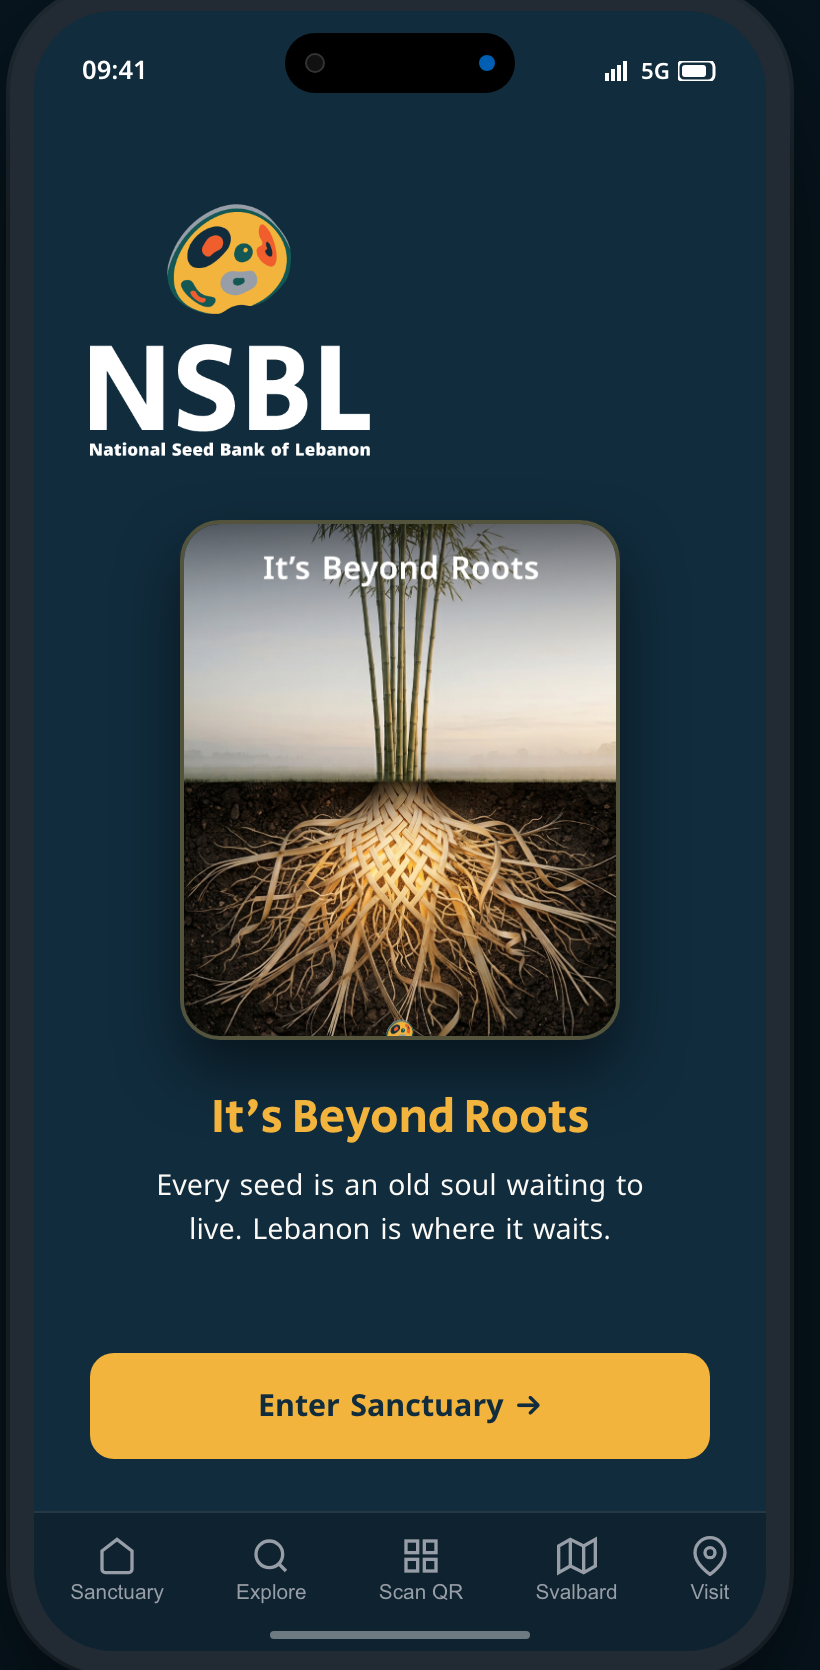 09:41
5G
NSBL
National Seed Bank of Lebanon
It’s Beyond Roots
It’s Beyond Roots
Every seed is an old soul waiting to
live. Lebanon is where it waits.
Enter Sanctuary →
Sanctuary
Explore
Scan QR
Svalbard
Visit